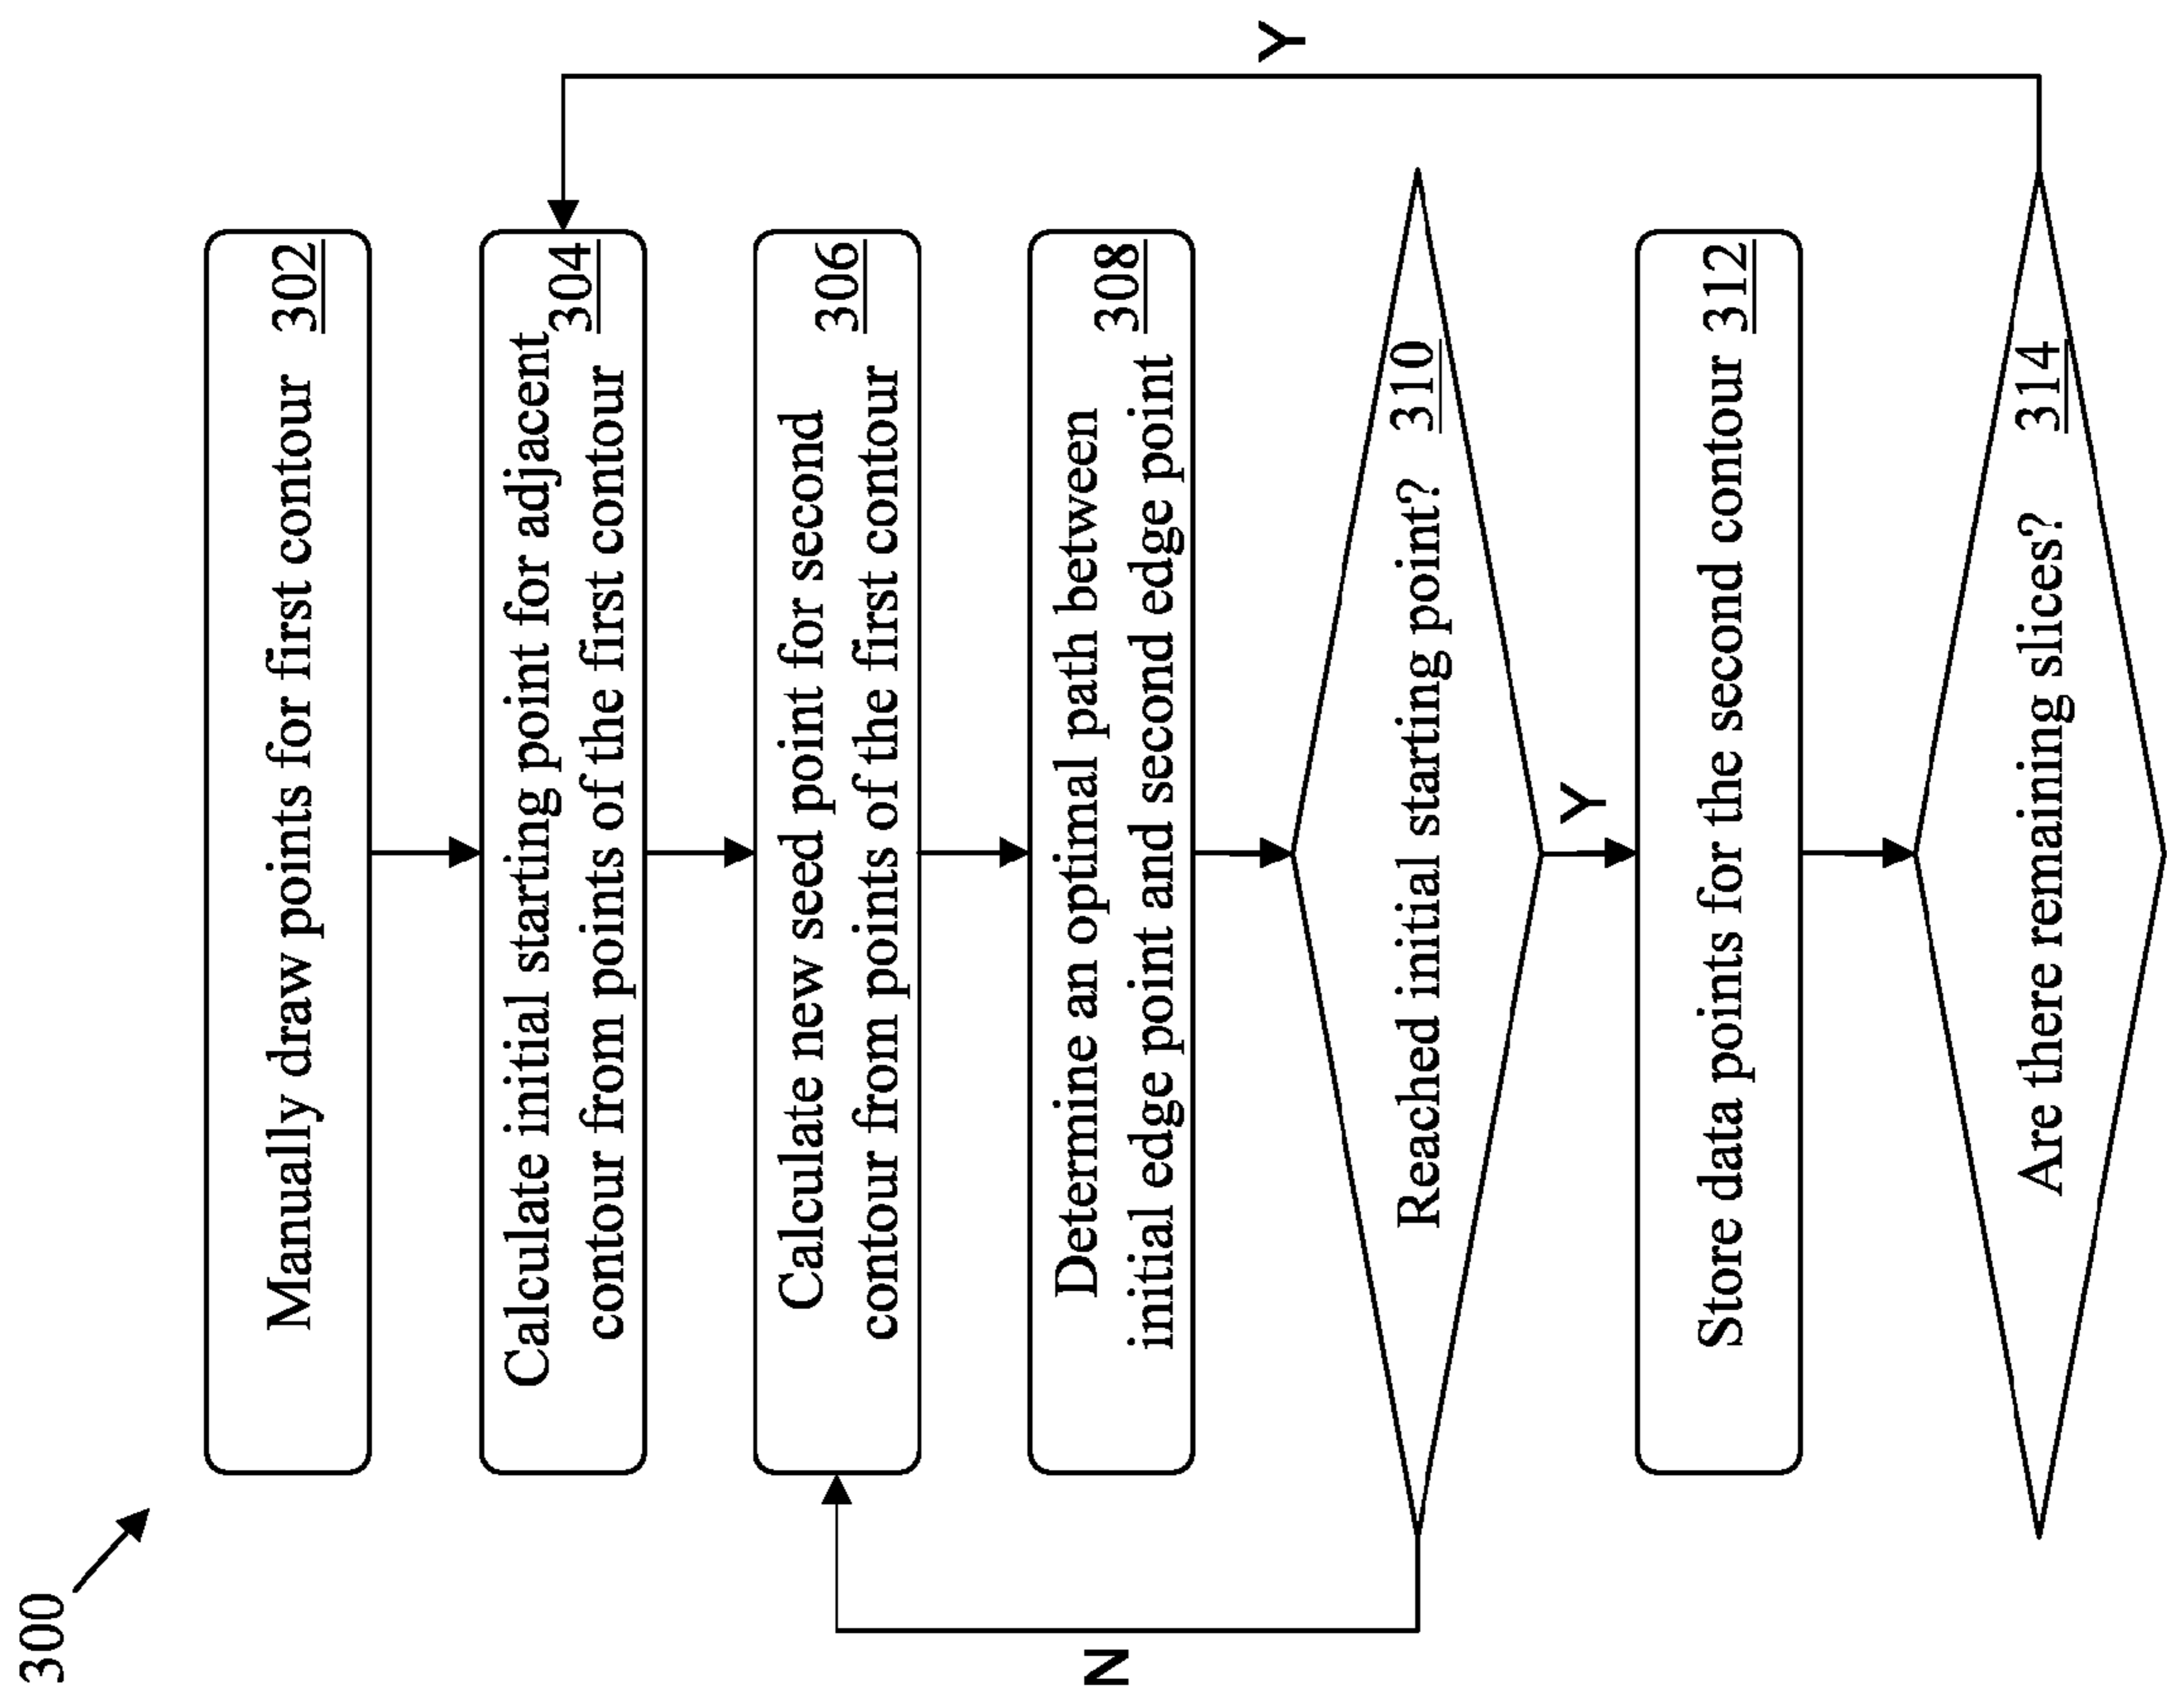 300
Manually draw points for first contour 302
Calculate initial starting point for adjacent
contour from points of the first contour 304
Calculate new seed point for second
contour from points of the first contour 306
Determine an optimal path between
initial edge point and second edge point 308
Reached initial starting point? 310
N
Y
Store data points for the second contour 312
Are there remaining slices? 314
Y